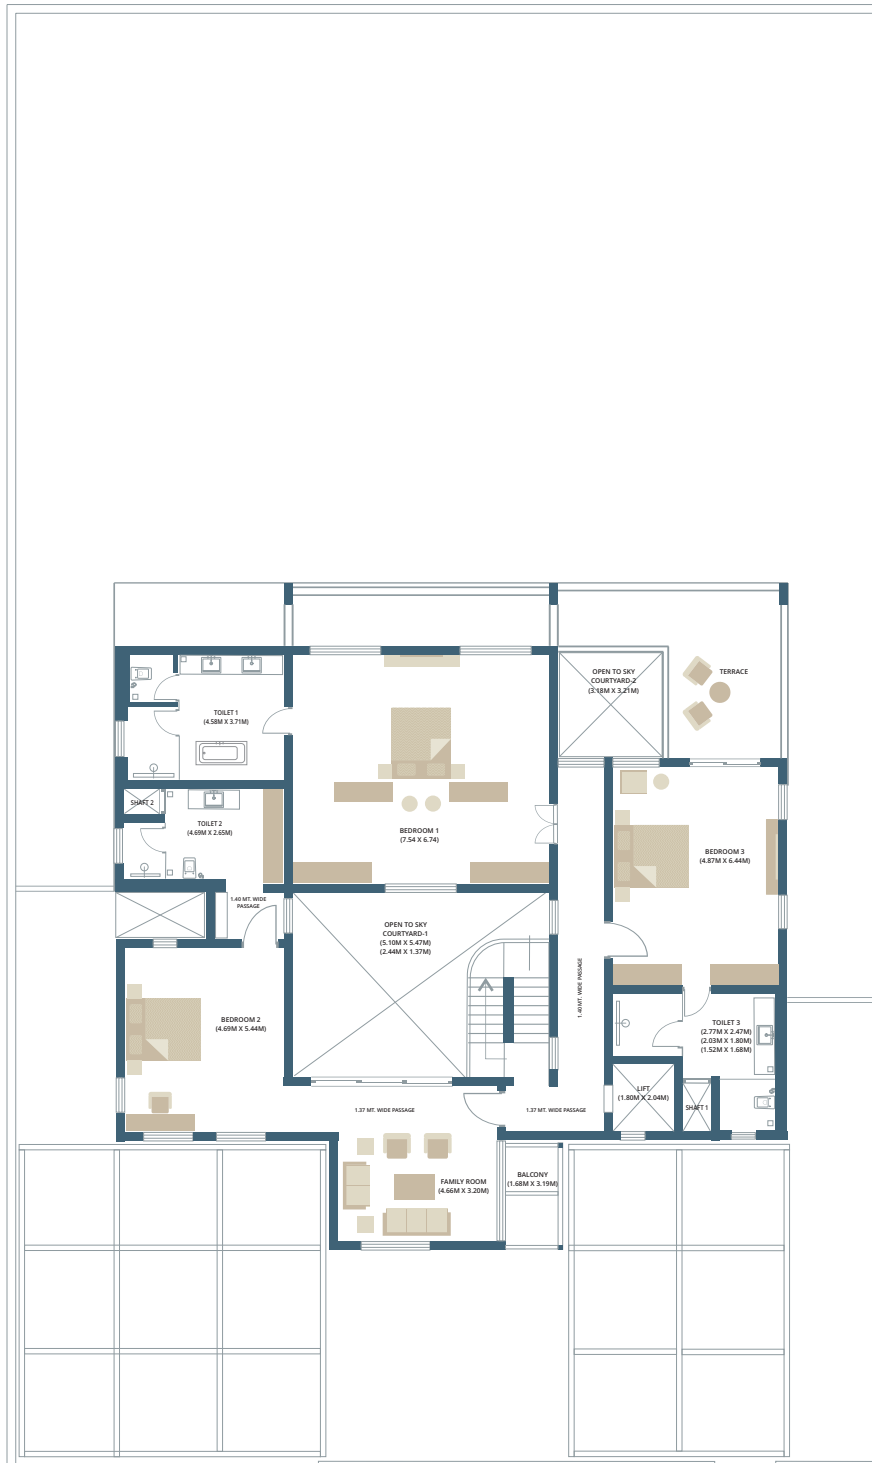 OPEN TO SKY
COURTYARD-2
(3.18M X 3.21M)
TERRACE
TOILET 1
(4.58M X 3.71M)
SHAFT 2
TOILET 2
(4.69M X 2.65M)
BEDROOM 1
(7.54 X 6.74)
BEDROOM 3
(4.87M X 6.44M)
1.40 MT. WIDE
PASSAGE
OPEN TO SKY
COURTYARD-1
(5.10M X 5.47M)
(2.44M X 1.37M)
1.40 MT. WIDE PASSAGE
BEDROOM 2
(4.69M X 5.44M)
TOILET 3
(2.77M X 2.47M)
(2.03M X 1.80M)
(1.52M X 1.68M)
LIFT
(1.80M X 2.04M)
SHAFT 1
1.37 MT. WIDE PASSAGE
1.37 MT. WIDE PASSAGE
FAMILY ROOM
(4.66M X 3.20M)
BALCONY
(1.68M X 3.19M)